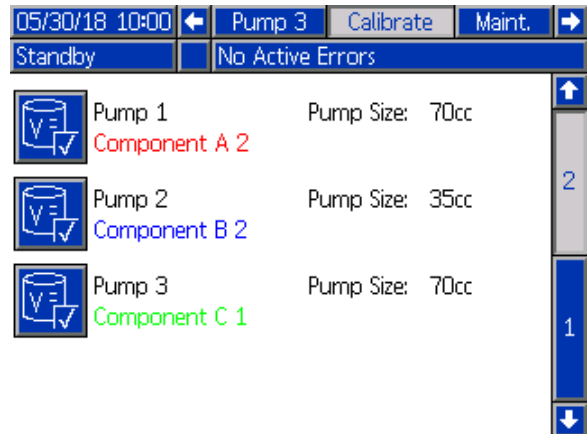 05/30/18 10:00 Pump 3 Calibrate Maint.
Standby No Active Errors
Pump 1 Pump Size: 70cc
Component A 2
2
Pump 2 Pump Size: 35cc
Component B 2
Pump 3 Pump Size: 70cc
Component C 1
1
V=
V=
V=